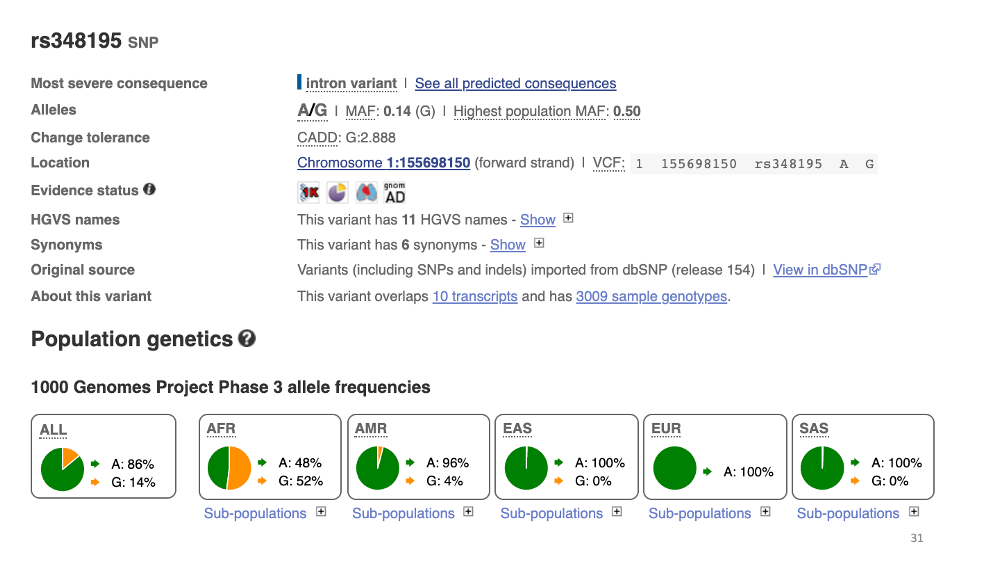 rs348195 SNP
Most severe consequence intron variant | See all predicted consequences
Alleles A/G | MAF: 0.14 (G) | Highest population MAF: 0.50
Change tolerance CADD: G:2.888
Location Chromosome 1:155698150 (forward strand) | VCF: 1 155698150 rs348195 A G
Evidence status i 1K gnom AD
HGVS names This variant has 11 HGVS names - Show +
Synonyms This variant has 6 synonyms - Show +
Original source Variants (including SNPs and indels) imported from dbSNP (release 154) | View in dbSNP
About this variant This variant overlaps 10 transcripts and has 3009 sample genotypes.
Population genetics ?
1000 Genomes Project Phase 3 allele frequencies
ALL AFR AMR EAS EUR SAS
A: 86% A: 48% A: 96% A: 100% A: 100% A: 100%
G: 14% G: 52% G: 4% G: 0% G: 0%
Sub-populations + Sub-populations + Sub-populations + Sub-populations + Sub-populations +
31